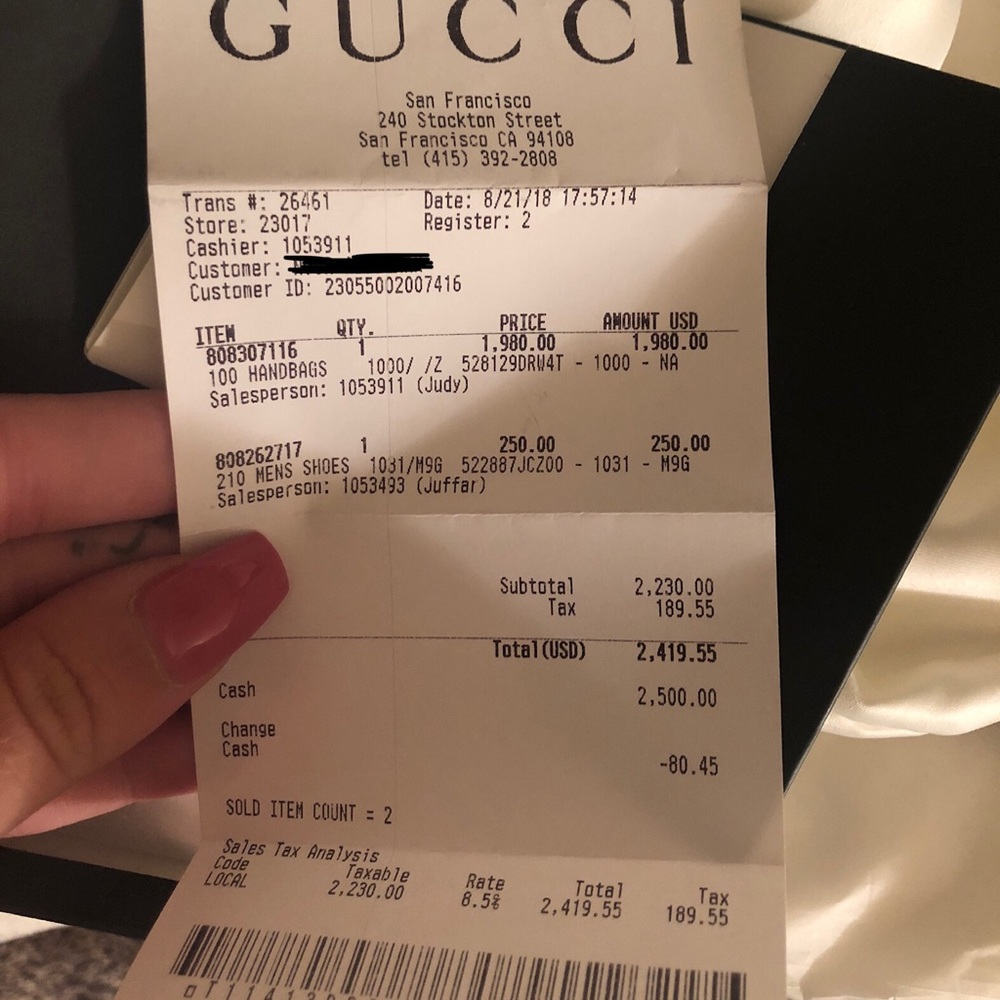 GUCCI
San Francisco
240 Stockton Street
San Francisco CA 94108
tel (415) 392-2808
Trans #: 26461 Date: 8/21/18 17:57:14
Store: 23017 Register: 2
Cashier: 1053911
Customer:
Customer ID: 23055002007416
ITEM QTY. PRICE AMOUNT USD
808307116 1 1,980.00 1,980.00
100 HANDBAGS 1000/ /Z 528129DRW4T - 1000 - NA
Salesperson: 1053911 (Judy)
808262717 1 250.00 250.00
210 MENS SHOES 1031/M9G 522887JCZ00 - 1031 - M9G
Salesperson: 1053493 (Juffar)
Subtotal 2,230.00
Tax 189.55
Total(USD) 2,419.55
Cash 2,500.00
Change
Cash -80.45
SOLD ITEM COUNT = 2
Sales Tax Analysis
Code Taxable Rate Total Tax
LOCAL 2,230.00 8.5% 2,419.55 189.55